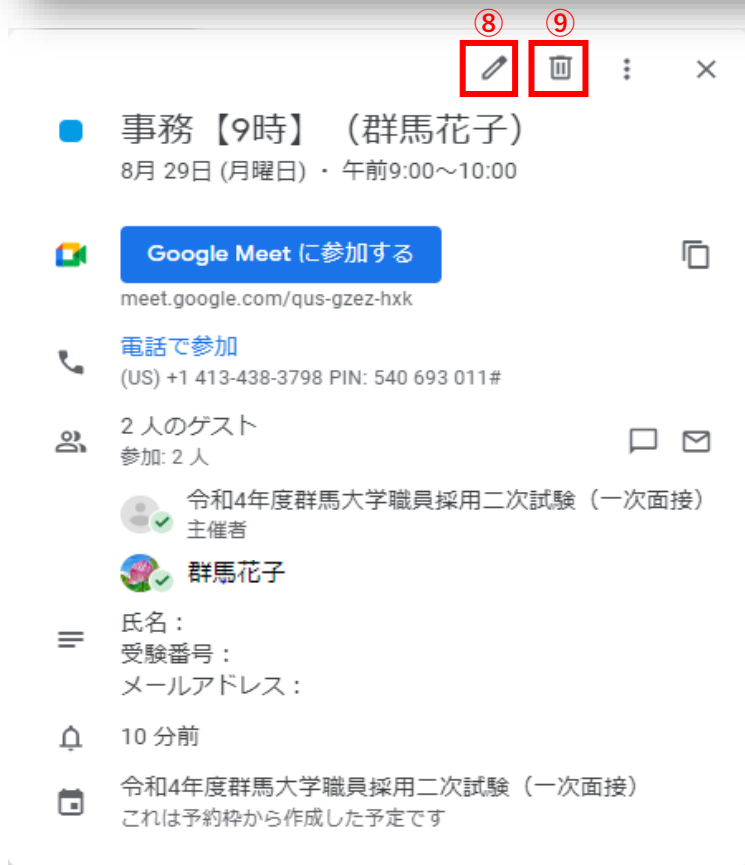 ⑧ ⑨
事務【9時】（群馬花子）
8月 29日 (月曜日) ・ 午前9:00～10:00
Google Meet に参加する
meet.google.com/qus-gzez-hxk
電話で参加
(US) +1 413-438-3798 PIN: 540 693 011#
2 人のゲスト
参加: 2 人
令和4年度群馬大学職員採用二次試験（一次面接）
主催者
群馬花子
氏名：
受験番号：
メールアドレス：
10 分前
令和4年度群馬大学職員採用二次試験（一次面接）
これは予約枠から作成した予定です